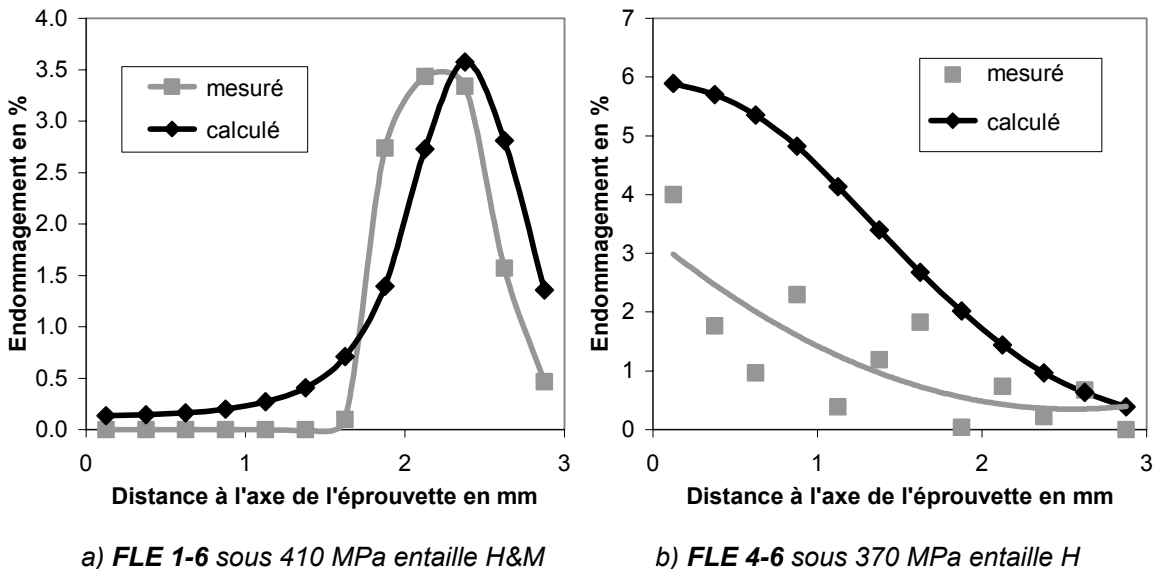 4.0
3.5
3.0
2.5
2.0
1.5
1.0
0.5
0.0
Endommagement en %
mesuré
calculé
0
1
2
3
Distance à l'axe de l'éprouvette en mm
7
6
5
4
3
2
1
0
Endommagement en %
mesuré
calculé
0
1
2
3
Distance à l'axe de l'éprouvette en mm
a) FLE 1-6 sous 410 MPa entaille H&M
b) FLE 4-6 sous 370 MPa entaille H